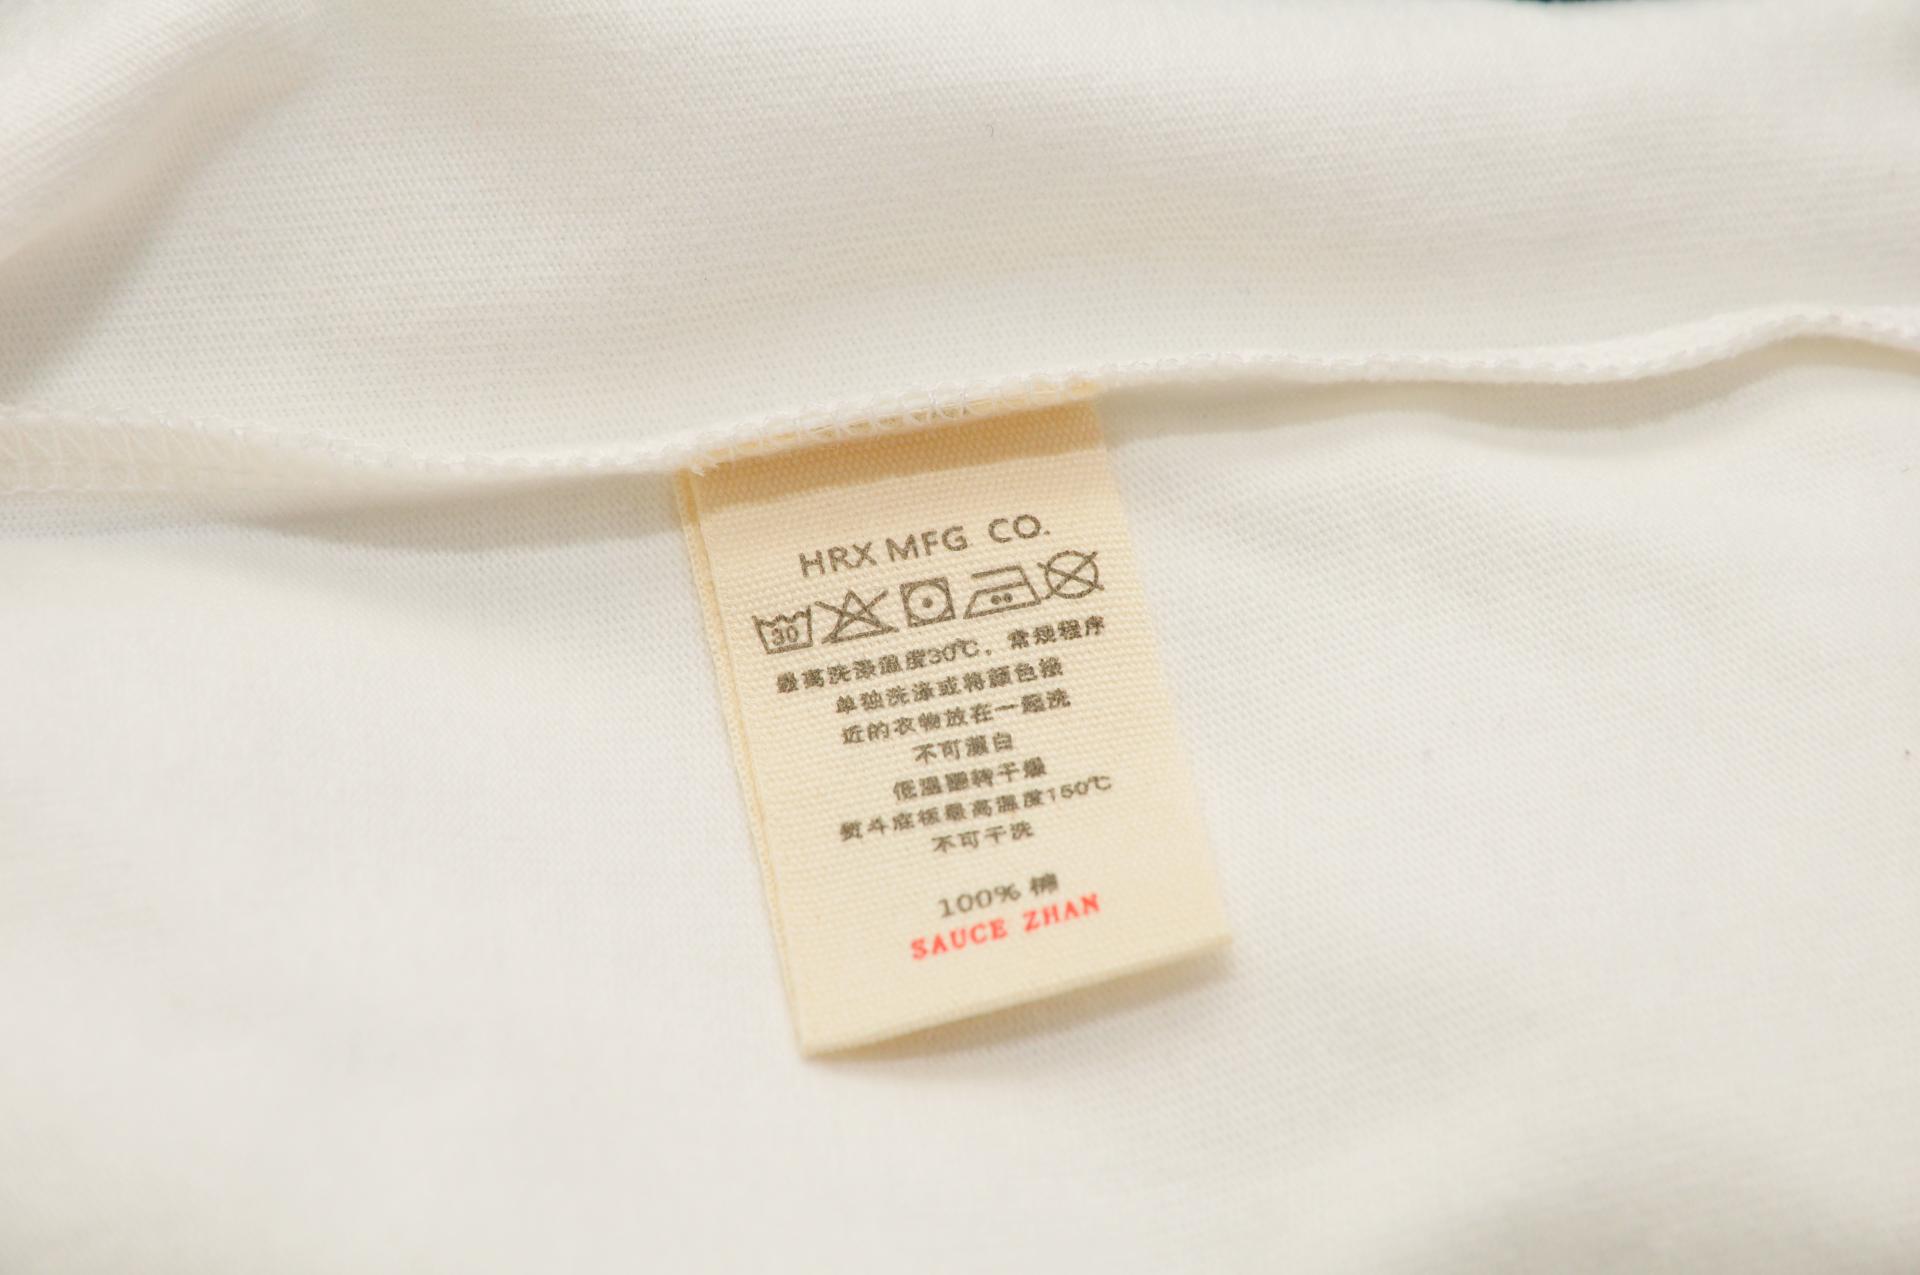 HRX MFG CO.
30
最高洗涤温度30℃，常规程序
单独洗涤或将颜色接
近的衣物放在一起洗
不可漂白
低温翻转干燥
熨斗底板最高温度150℃
不可干洗
100% 棉
SAUCE ZHAN